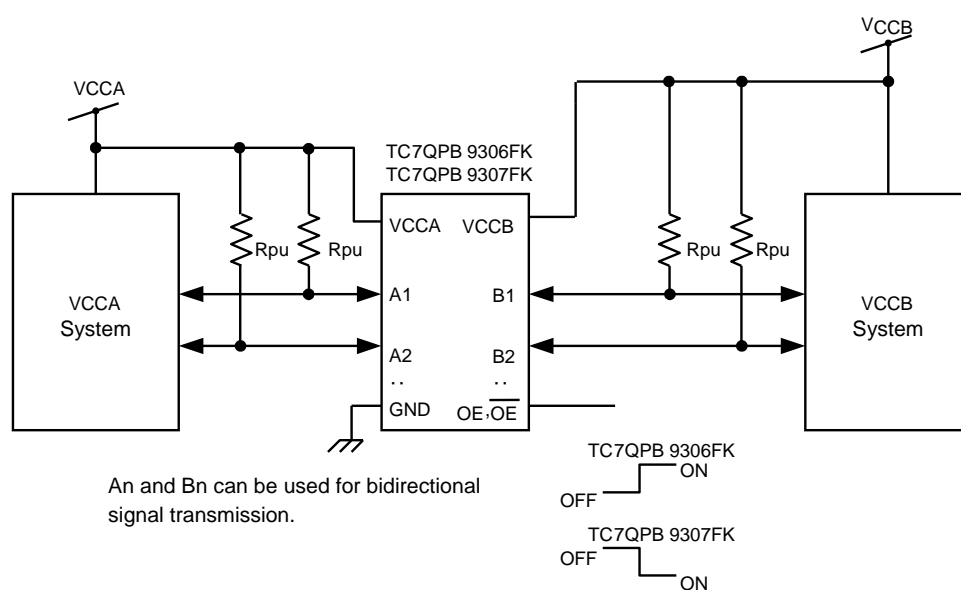 VCCB
VCCA
TC7QPB 9306FK
TC7QPB 9307FK
VCCA
VCCB
Rpu
Rpu
Rpu
Rpu
VCCA
System
A1
B1
VCCB
System
A2
B2
..
..
GND
OE,OE
TC7QPB 9306FK
ON
OFF
An and Bn can be used for bidirectional
signal transmission.
TC7QPB 9307FK
OFF
ON